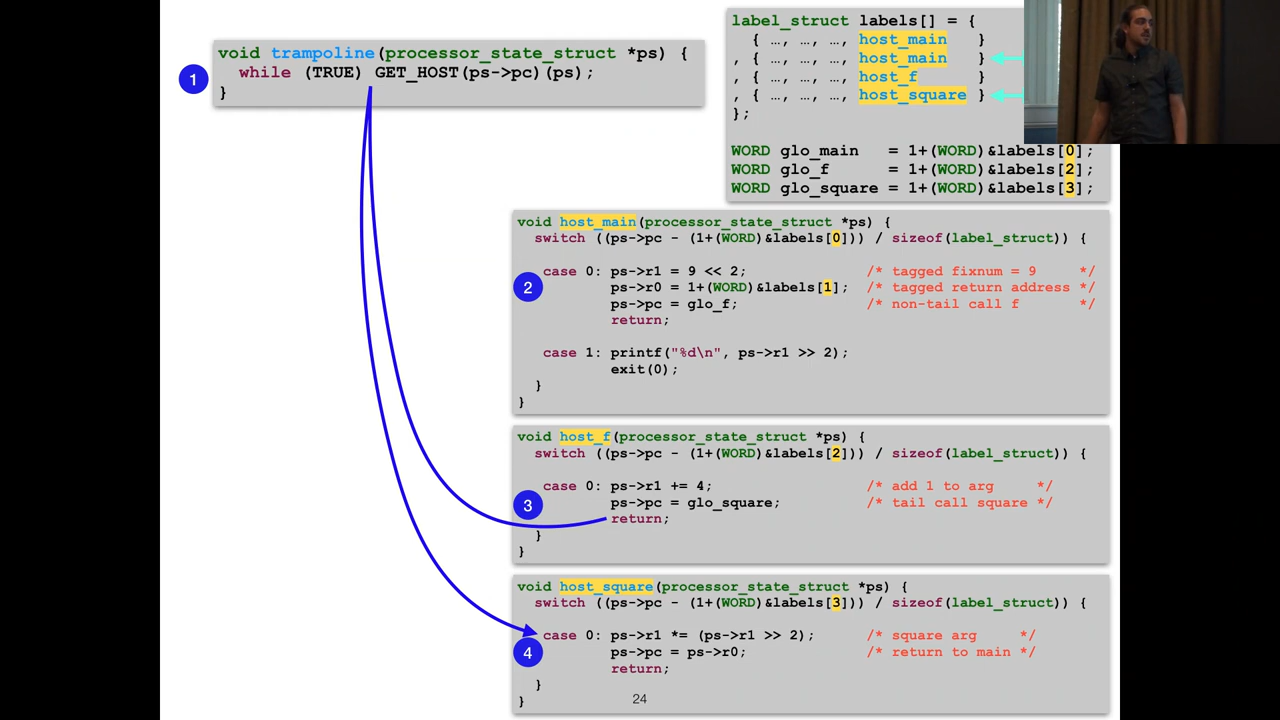 1
void trampoline(processor_state_struct *ps) {
  while (TRUE) GET_HOST(ps->pc)(ps);
}
label_struct labels[] = {
  { …, …, …, host_main   }
, { …, …, …, host_main   }
, { …, …, …, host_f      }
, { …, …, …, host_square }
};
WORD glo_main   = 1+(WORD)&labels[0];
WORD glo_f      = 1+(WORD)&labels[2];
WORD glo_square = 1+(WORD)&labels[3];
void host_main(processor_state_struct *ps) {
  switch ((ps->pc - (1+(WORD)&labels[0])) / sizeof(label_struct)) {
   case 0: ps->r1 = 9 << 2;              /* tagged fixnum = 9      */
2
           ps->r0 = 1+(WORD)&labels[1];  /* tagged return address */
           ps->pc = glo_f;               /* non-tail call f       */
           return;
   case 1: printf("%d\n", ps->r1 >> 2);
           exit(0);
  }
}
void host_f(processor_state_struct *ps) {
  switch ((ps->pc - (1+(WORD)&labels[2])) / sizeof(label_struct)) {
   case 0: ps->r1 += 4;                  /* add 1 to arg     */
3
           ps->pc = glo_square;          /* tail call square */
           return;
  }
}
void host_square(processor_state_struct *ps) {
  switch ((ps->pc - (1+(WORD)&labels[3])) / sizeof(label_struct)) {
   case 0: ps->r1 *= (ps->r1 >> 2);      /* square arg     */
4
           ps->pc = ps->r0;              /* return to main */
           return;
  }
}
24